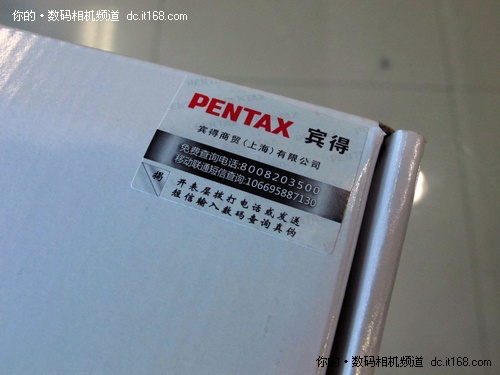 你的·数码相机频道 dc.it168.com
PENTAX 宾得
宾得商贸(上海)有限公司
免费查询电话:8008203500
移动联通短信查询:106695887130
揭
开表层拨打电话或发送
短信输入数码查询真伪
你的·数码相机频道 dc.it168.com